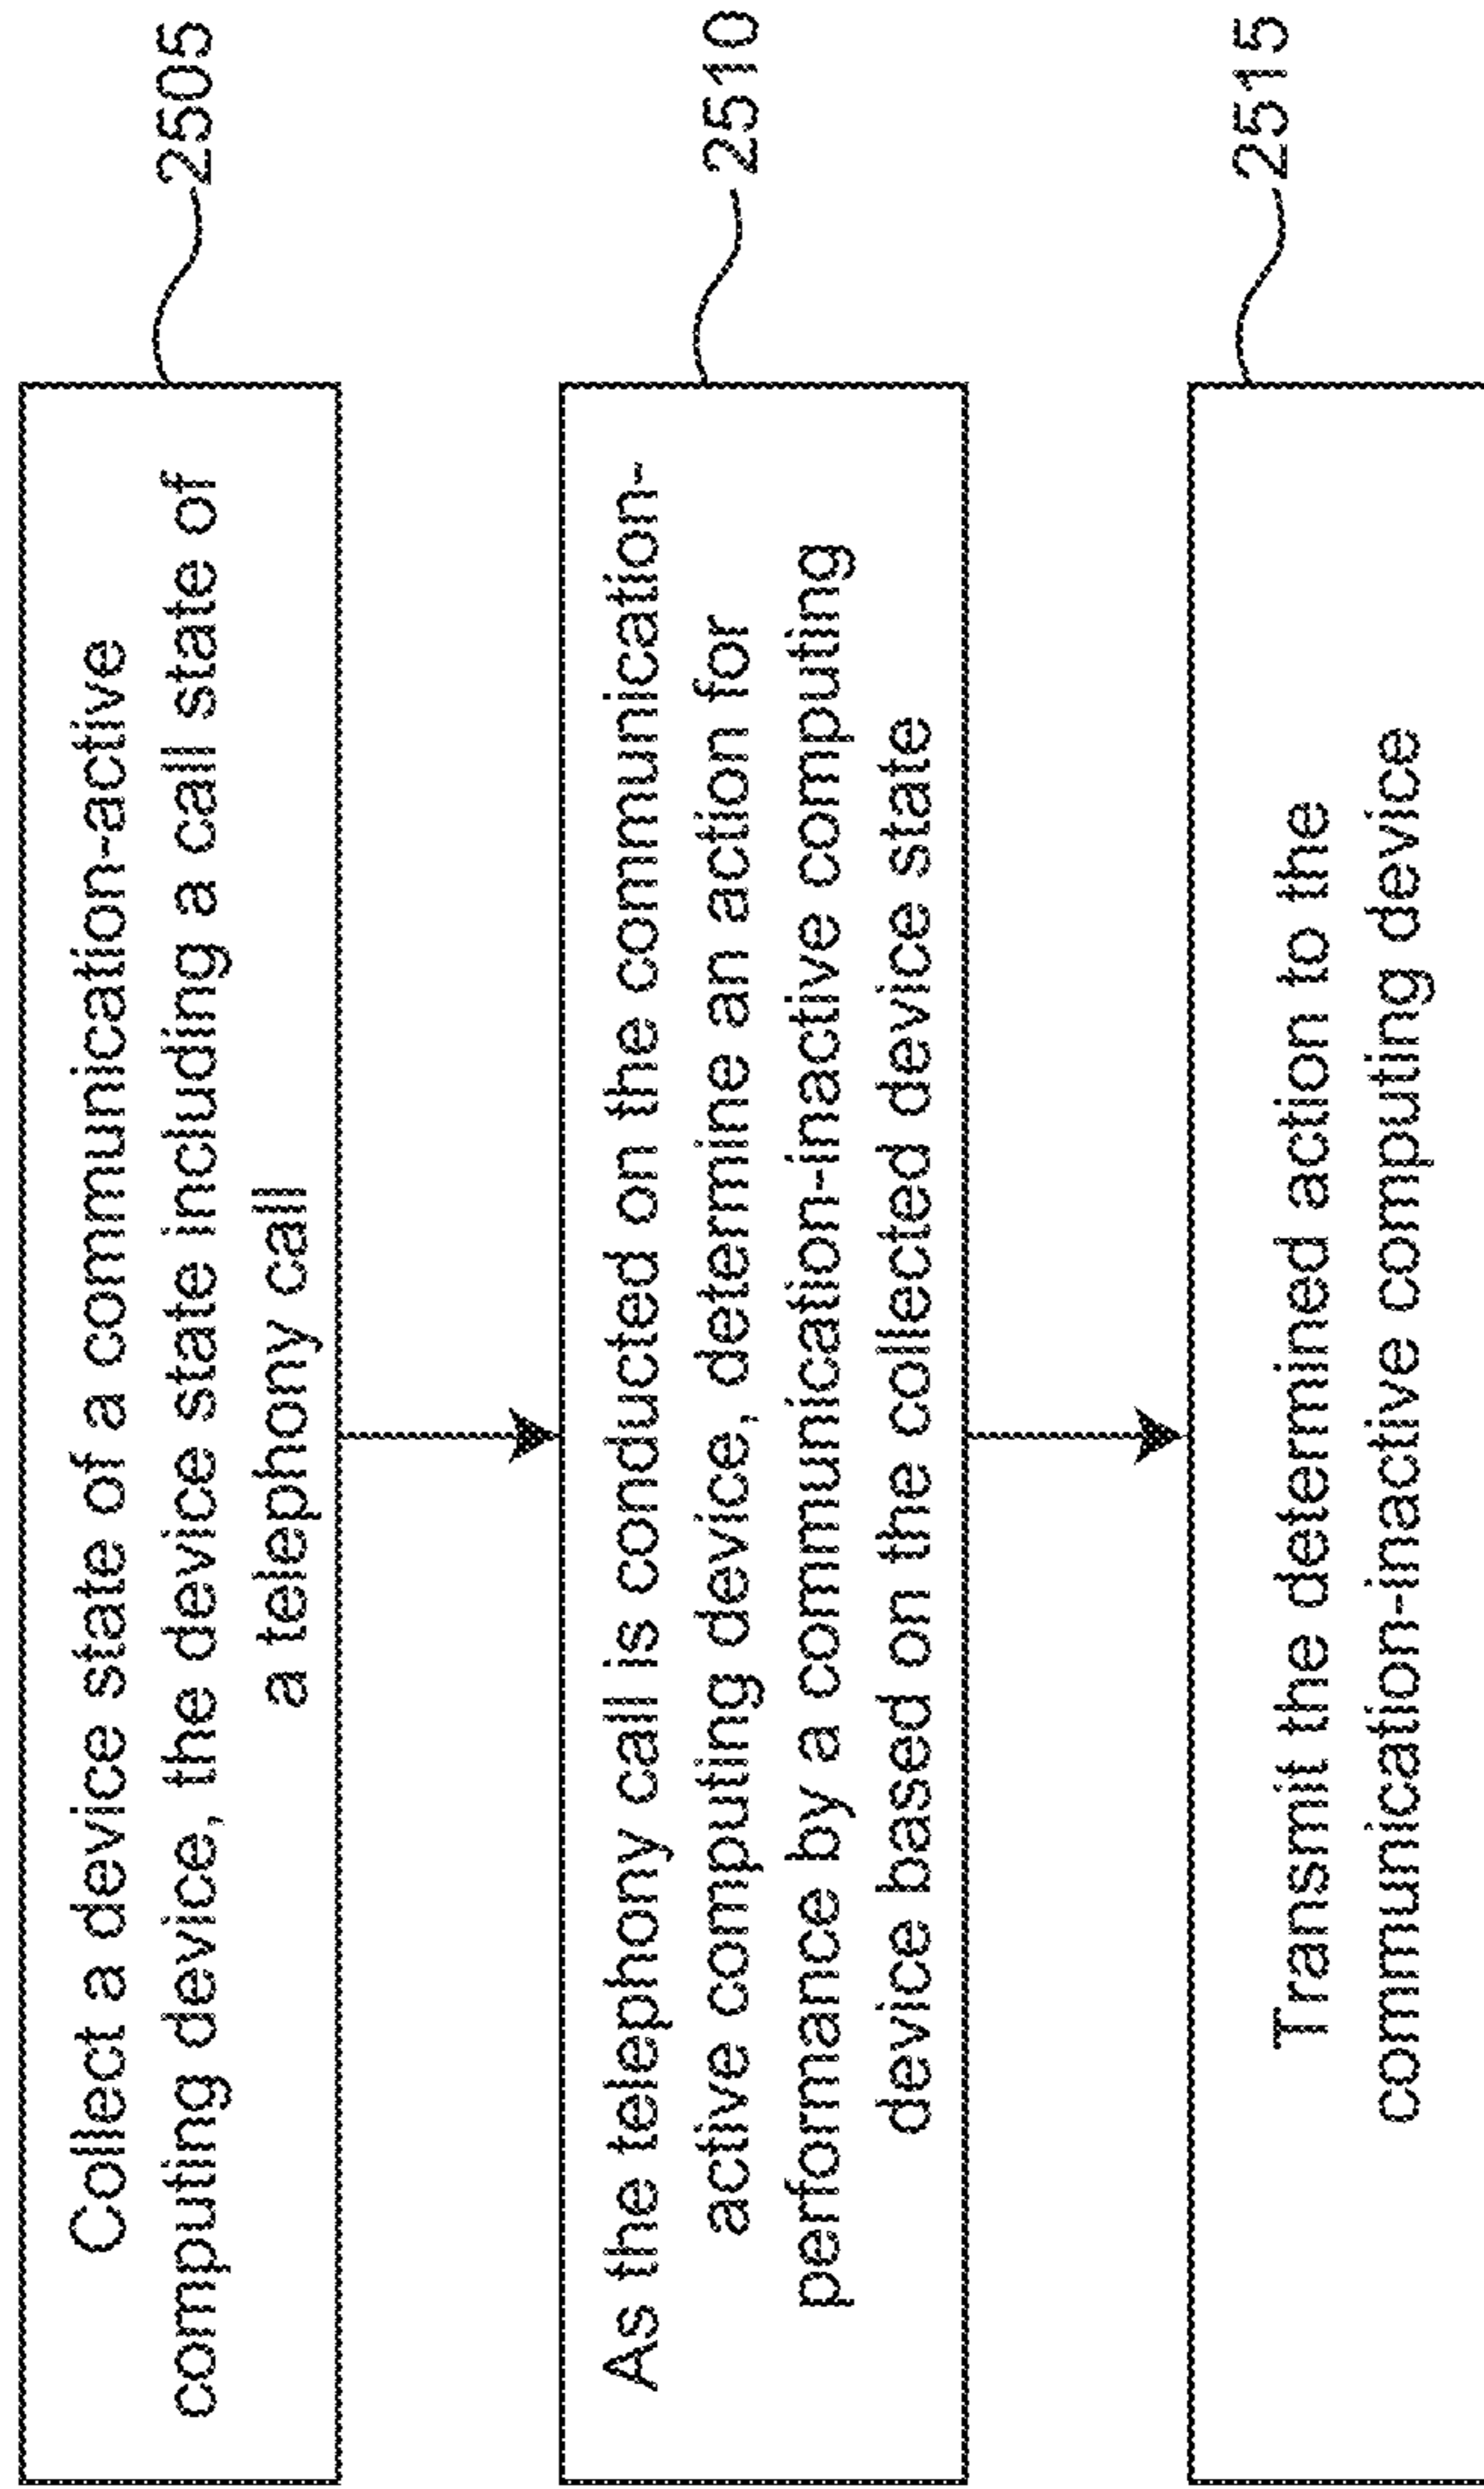 Collect a device state of a communication-active
computing device, the device state including a call state of
a telephony call
2505
As the telephony call is conducted on the communication-
active computing device, determine an action for
performance by a communication-inactive computing
device based on the collected device state
2510
Transmit the determined action to the
communication-inactive computing device
2515